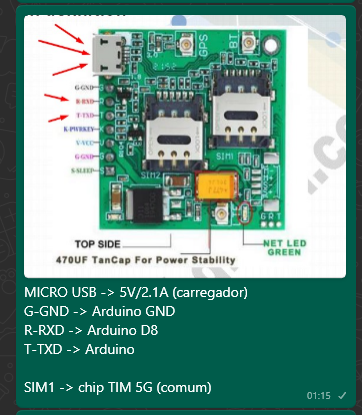 GPS
BT
2152
G-GND
R-RXD
T-TXD
K-PWRKEY
V-VCC
G-GND
S-SLEEP
SIM2
SIM1
GRT
TOP SIDE
NET LED
GREEN
470UF TanCap For Power Stability
MICRO USB -> 5V/2.1A (carregador)
G-GND -> Arduino GND
R-RXD -> Arduino D8
T-TXD -> Arduino
SIM1 -> chip TIM 5G (comum)
01:15